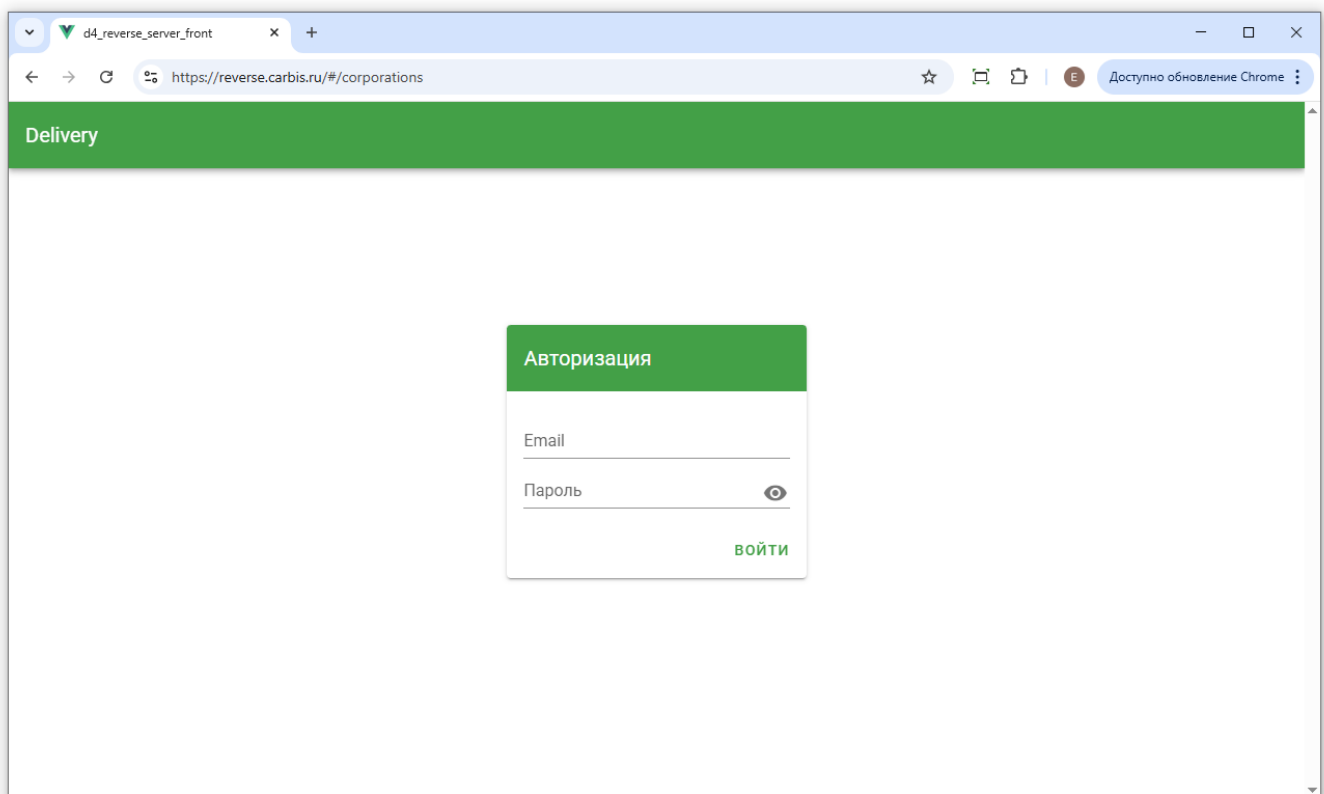 d4_reverse_server_front
https://reverse.carbis.ru/#/corporations
E
Доступно обновление Chrome
Delivery
Авторизация
Email
Пароль
ВОЙТИ